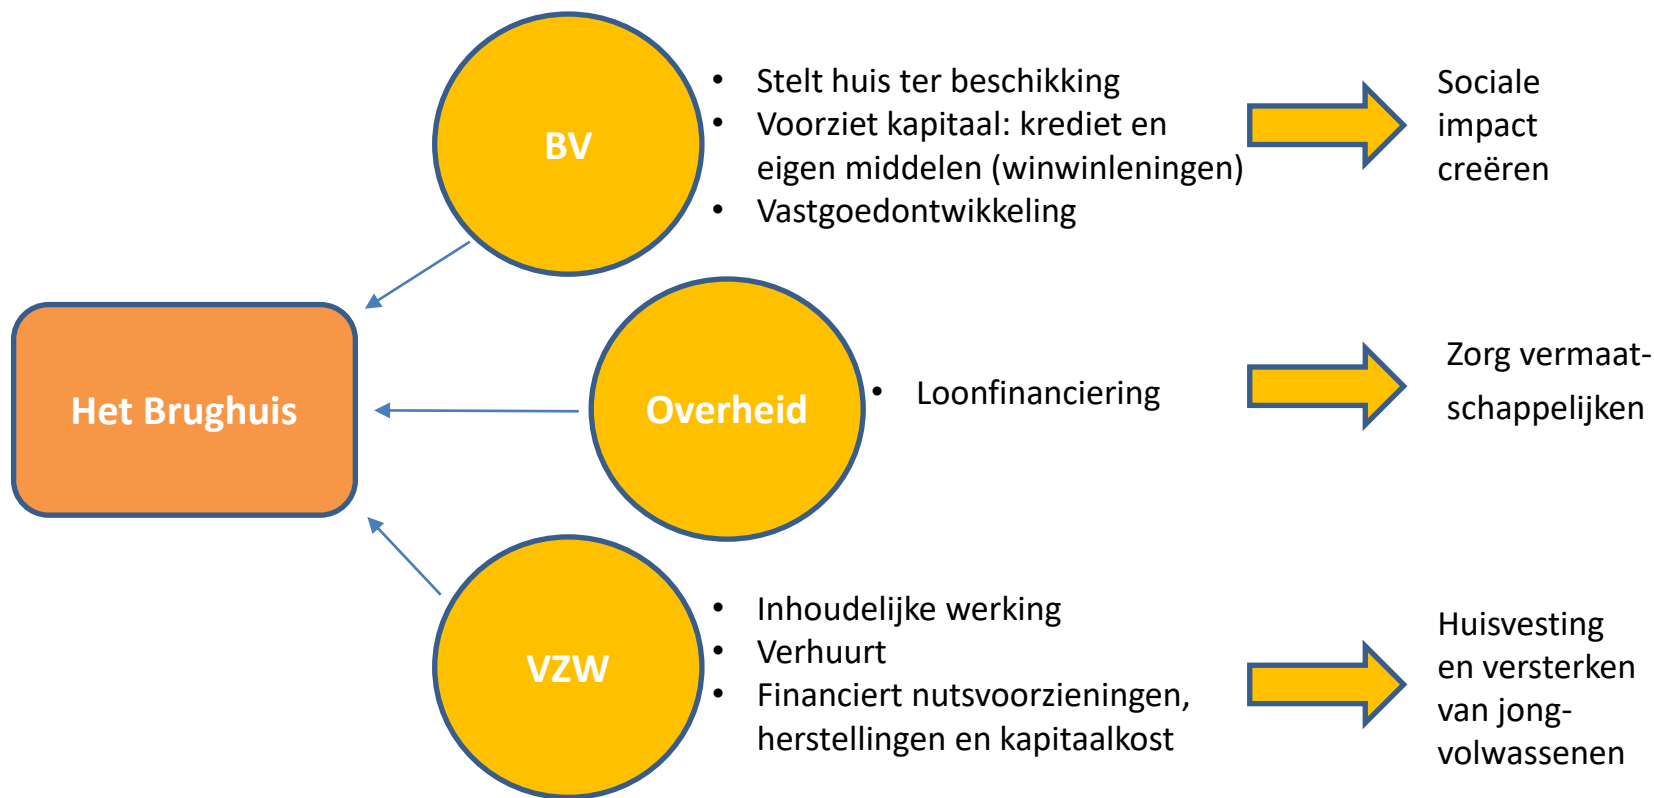 BV
• Stelt huis ter beschikking
• Voorziet kapitaal: krediet en
eigen middelen (winwinleningen)
• Vastgoedontwikkeling
Sociale
impact
creëren
Het Brughuis
Overheid
• Loonfinanciering
Zorg vermaat-
schappelijken
VZW
• Inhoudelijke werking
• Verhuurt
• Financiert nutsvoorzieningen,
herstellingen en kapitaalkost
Huisvesting
en versterken
van jong-
volwassenen